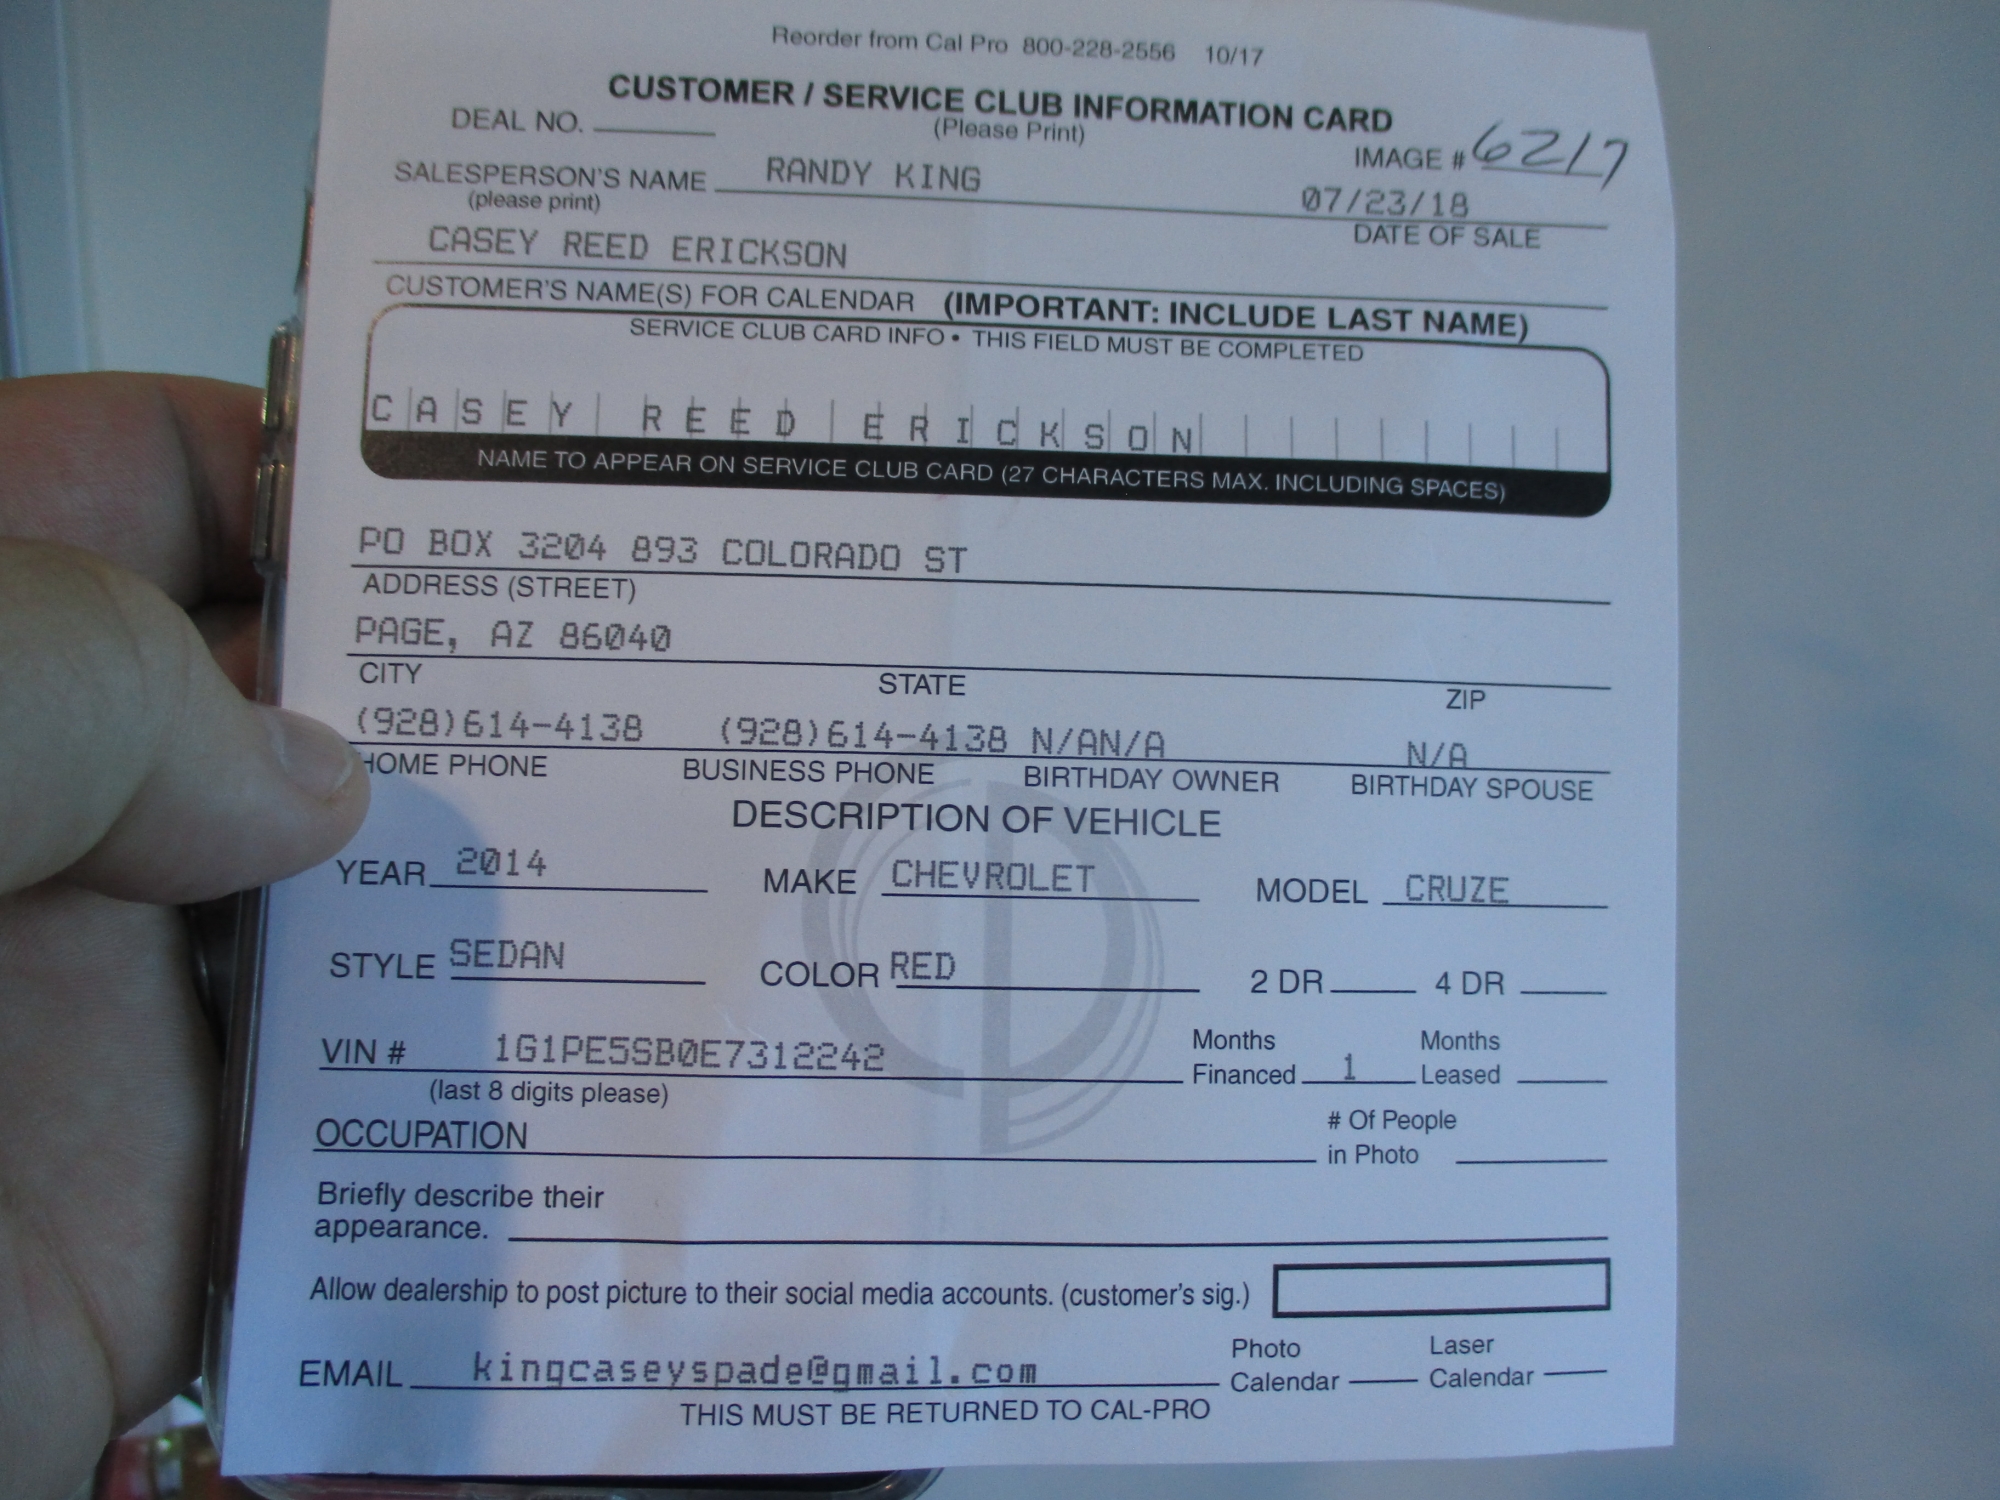 Reorder from Cal Pro 800-228-2556 10/17
CUSTOMER / SERVICE CLUB INFORMATION CARD
DEAL NO. (Please Print)
IMAGE # 6217
SALESPERSON'S NAME RANDY KING 07/23/18
(please print) DATE OF SALE
CASEY REED ERICKSON
CUSTOMER'S NAME(S) FOR CALENDAR (IMPORTANT: INCLUDE LAST NAME)
SERVICE CLUB CARD INFO • THIS FIELD MUST BE COMPLETED
CASEY REED ERICKSON
NAME TO APPEAR ON SERVICE CLUB CARD (27 CHARACTERS MAX. INCLUDING SPACES)
PO BOX 3204 893 COLORADO ST
ADDRESS (STREET)
PAGE, AZ 86040
CITY STATE ZIP
(928)614-4138 (928)614-4138 N/AN/A N/A
HOME PHONE BUSINESS PHONE BIRTHDAY OWNER BIRTHDAY SPOUSE
DESCRIPTION OF VEHICLE
YEAR 2014 MAKE CHEVROLET MODEL CRUZE
STYLE SEDAN COLOR RED 2 DR 4 DR
VIN # 1G1PE5SB0E7312242 Months Financed 1 Months Leased
(last 8 digits please)
OCCUPATION # Of People in Photo
Briefly describe their
appearance.
Allow dealership to post picture to their social media accounts. (customer's sig.)
EMAIL kingcaseyspade@gmail.com Photo Calendar Laser Calendar
THIS MUST BE RETURNED TO CAL-PRO